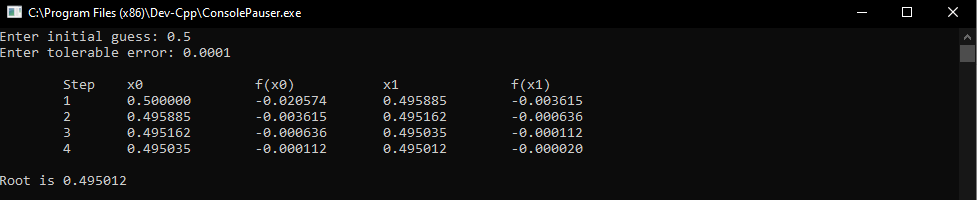 C:\Program Files (x86)\Dev-Cpp\ConsolePauser.exe
Enter initial guess: 0.5
Enter tolerable error: 0.0001
Step x0 f(x0) x1 f(x1)
1 0.500000 -0.020574 0.495885 -0.003615
2 0.495885 -0.003615 0.495162 -0.000636
3 0.495162 -0.000636 0.495035 -0.000112
4 0.495035 -0.000112 0.495012 -0.000020
Root is 0.495012